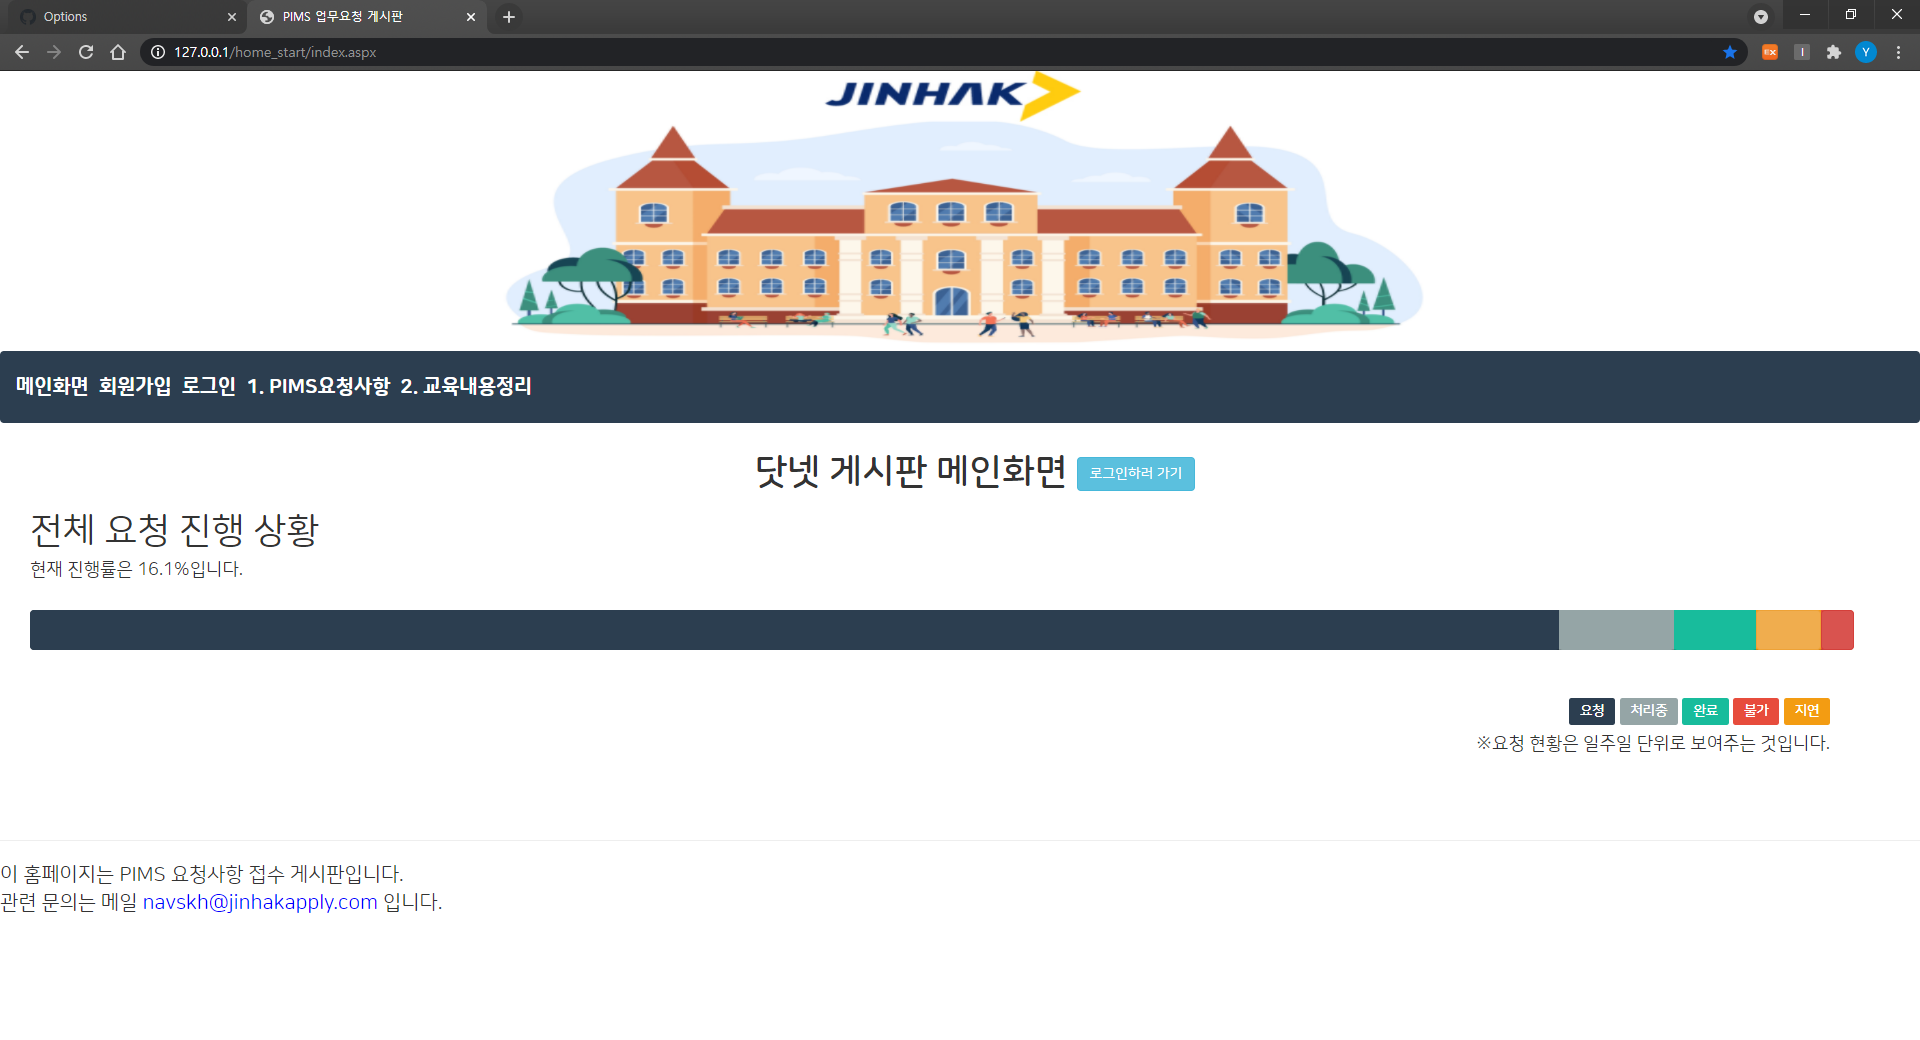 Options
PIMS 업무요청 게시판
127.0.0.1/home_start/index.aspx
EX
I
Y
JINHAK
메인화면 회원가입 로그인 1. PIMS요청사항 2. 교육내용정리
닷넷 게시판 메인화면 로그인하러 가기
전체 요청 진행 상황
현재 진행률은 16.1%입니다.
요청 처리중 완료 불가 지연
※요청 현황은 일주일 단위로 보여주는 것입니다.
이 홈페이지는 PIMS 요청사항 접수 게시판입니다.
관련 문의는 메일 navskh@jinhakapply.com 입니다.